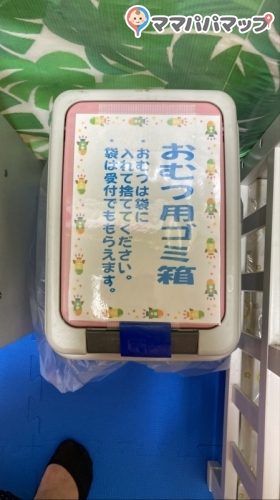 ママパパマップ
おむつ用ゴミ箱
おむつは袋に
入れて捨ててください。
袋は受付でももらえます。